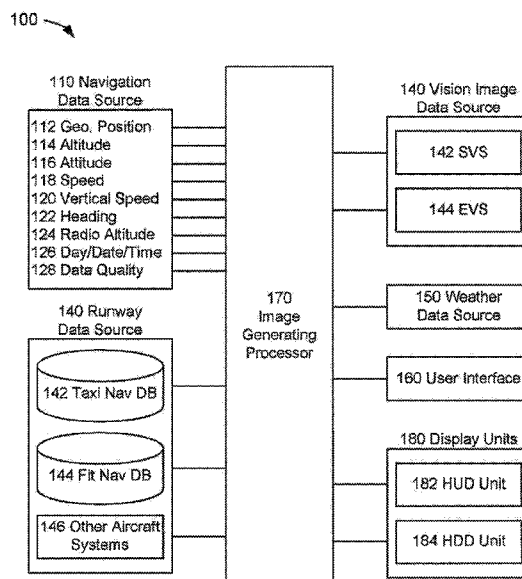 100
110 Navigation
Data Source
112 Geo. Position
114 Altitude
116 Attitude
118 Speed
120 Vertical Speed
122 Heading
124 Radio Altitude
126 Day/Date/Time
128 Data Quality
140 Runway
Data Source
142 Taxi Nav DB
144 Flt Nav DB
146 Other Aircraft
Systems
170
Image
Generating
Processor
140 Vision Image
Data Source
142 SVS
144 EVS
150 Weather
Data Source
160 User Interface
180 Display Units
182 HUD Unit
184 HDD Unit